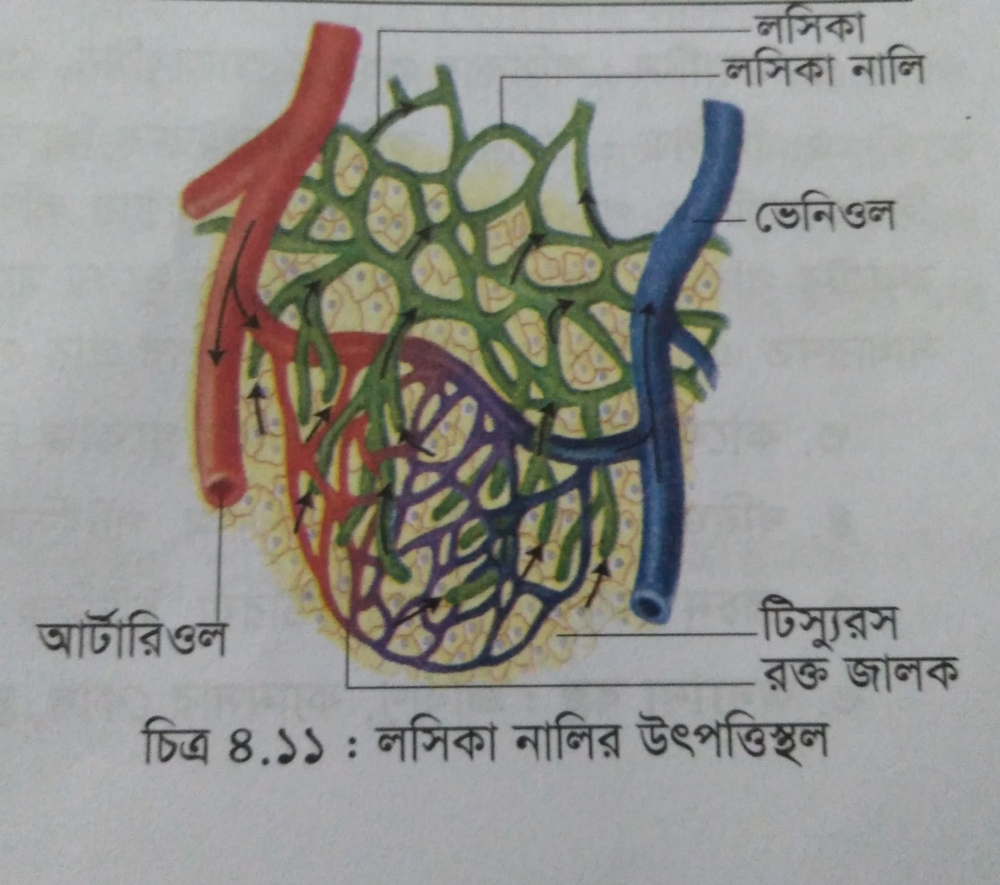 লসিকা
লসিকা নালি
ভেনিওল
আর্টারিওল
টিস্যুরস
রক্ত জালক
চিত্র ৪.১১ : লসিকা নালির উৎপত্তিস্থল